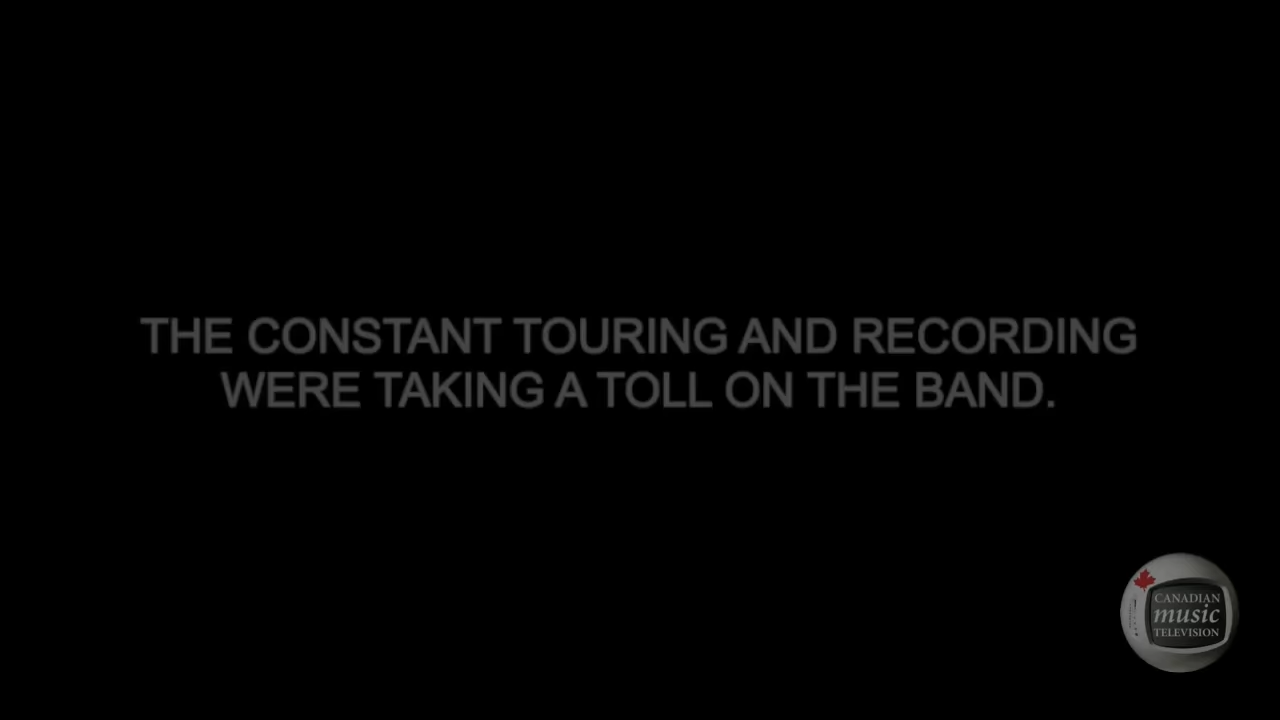 THE CONSTANT TOURING AND RECORDING
WERE TAKING A TOLL ON THE BAND.
CANADIAN
music
TELEVISION